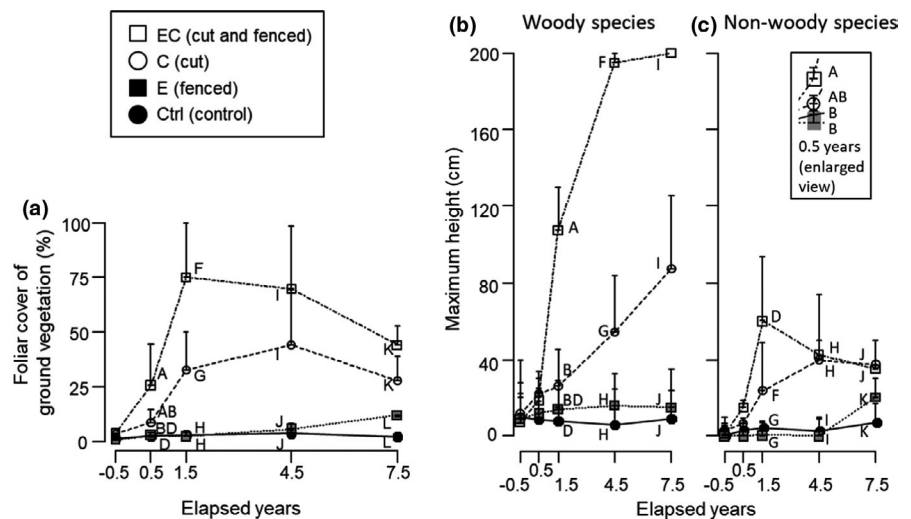 EC (cut and fenced)
C (cut)
E (fenced)
Ctrl (control)
(a)
Foliar cover of
ground vegetation (%)
100
75
50
25
0
A
AB
BD
D
F
G
H
H
I
I
J
J
K
K
L
L
-0.5
0.5
1.5
4.5
7.5
Elapsed years
(b)
Woody species
Maximum height (cm)
200
160
120
80
40
0
A
B
BD
D
F
G
H
H
I
I
J
J
-0.5
0.5
1.5
4.5
7.5
(c)
Non-woody species
A
AB
B
B
0.5 years
(enlarged
view)
D
F
G
G
H
H
I
I
J
J
K
K
-0.5
0.5
1.5
4.5
7.5
Elapsed years